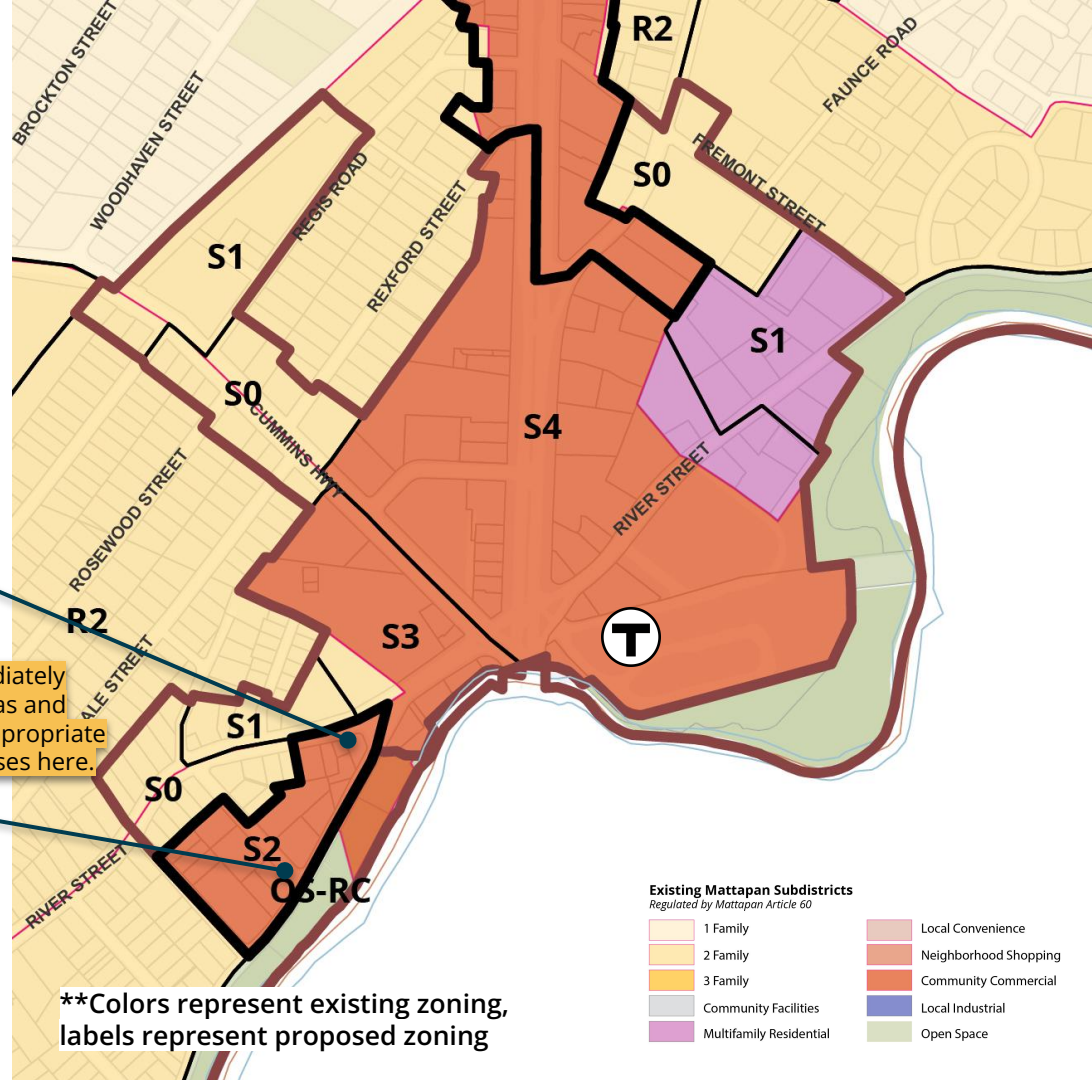 BROCKTON STREET
WOODHAVEN STREET
R2
FAUNCE ROAD
FREMONT STREET
S0
REGIS ROAD
S1
REXFORD STREET
S1
S0
CUMMINS HWY
S4
ROSEWOOD STREET
RIVER STREET
R2
S3
T
ALE STREET
diately
as and
propriate
ses here.
S1
S0
S2
OS-RC
RIVER STREET
Existing Mattapan Subdistricts
Regulated by Mattapan Article 60
1 Family
2 Family
3 Family
Community Facilities
Multifamily Residential
Local Convenience
Neighborhood Shopping
Community Commercial
Local Industrial
Open Space
**Colors represent existing zoning,
labels represent proposed zoning